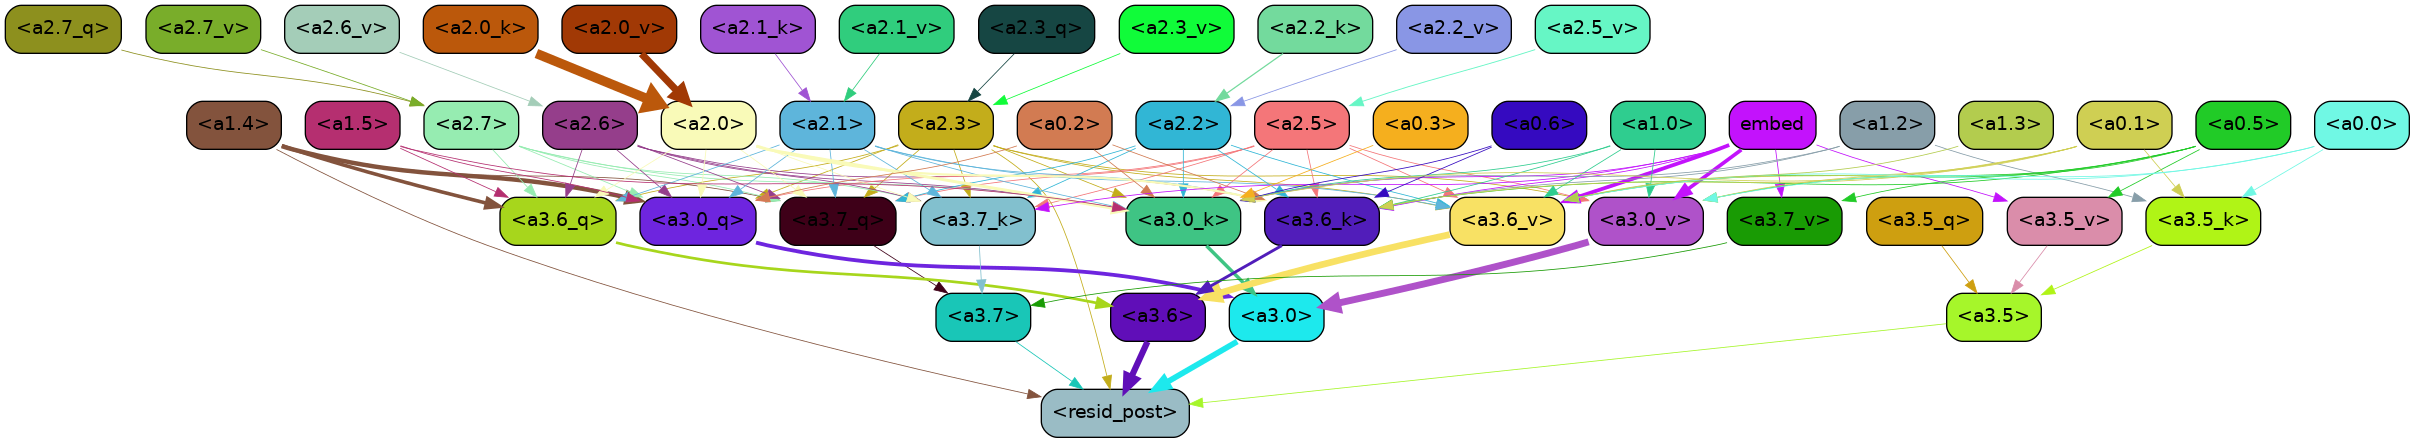 <a2.7_q> <a2.7_v> <a2.6_v> <a2.0_k> <a2.0_v> <a2.1_k> <a2.1_v> <a2.3_q> <a2.3_v> <a2.2_k> <a2.2_v> <a2.5_v>
<a1.4> <a1.5> <a2.7> <a2.6> <a2.0> <a2.1> <a2.3> <a0.2> <a2.2> <a2.5> <a0.3> <a0.6> <a1.0> embed <a1.2> <a1.3> <a0.1> <a0.5> <a0.0>
<a3.6_q> <a3.0_q> <a3.7_q> <a3.7_k> <a3.0_k> <a3.6_k> <a3.6_v> <a3.0_v> <a3.7_v> <a3.5_q> <a3.5_v> <a3.5_k>
<a3.7> <a3.6> <a3.0> <a3.5>
<resid_post>